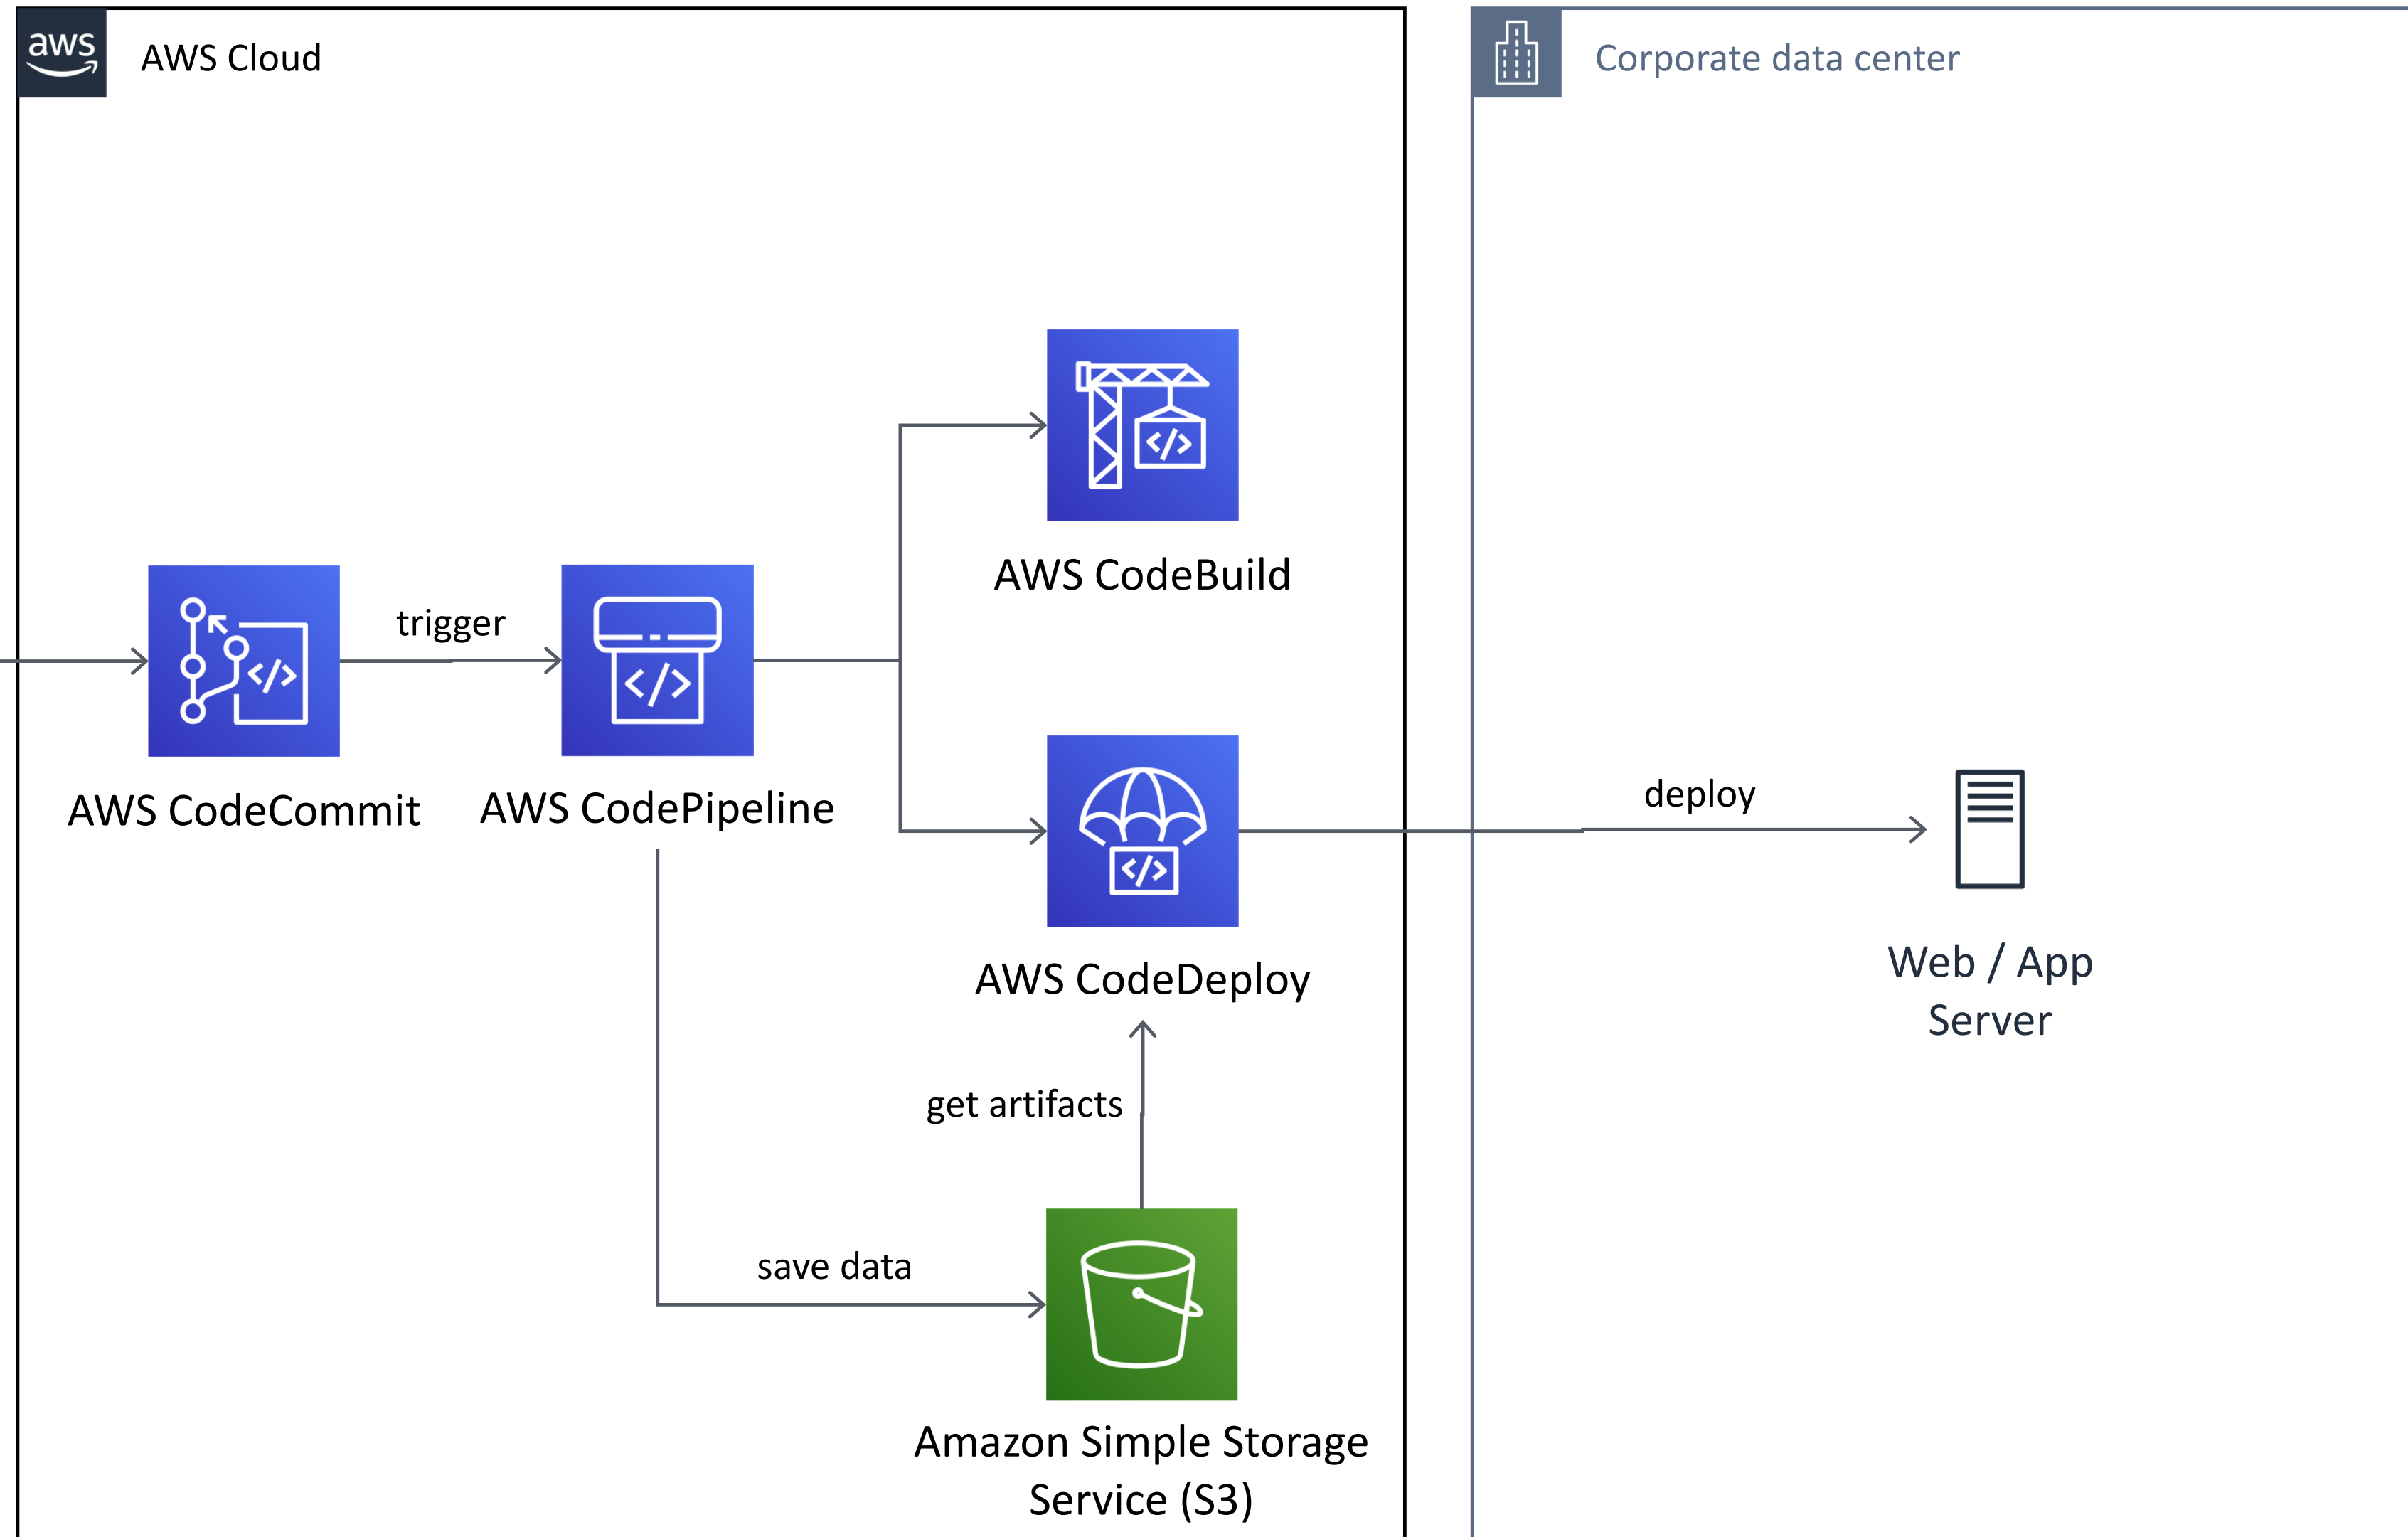 aws
AWS Cloud
Corporate data center
</>
AWS CodeBuild
trigger
</>
</>
AWS CodeCommit
AWS CodePipeline
deploy
</>
AWS CodeDeploy
Web / App
Server
get artifacts
save data
Amazon Simple Storage
Service (S3)